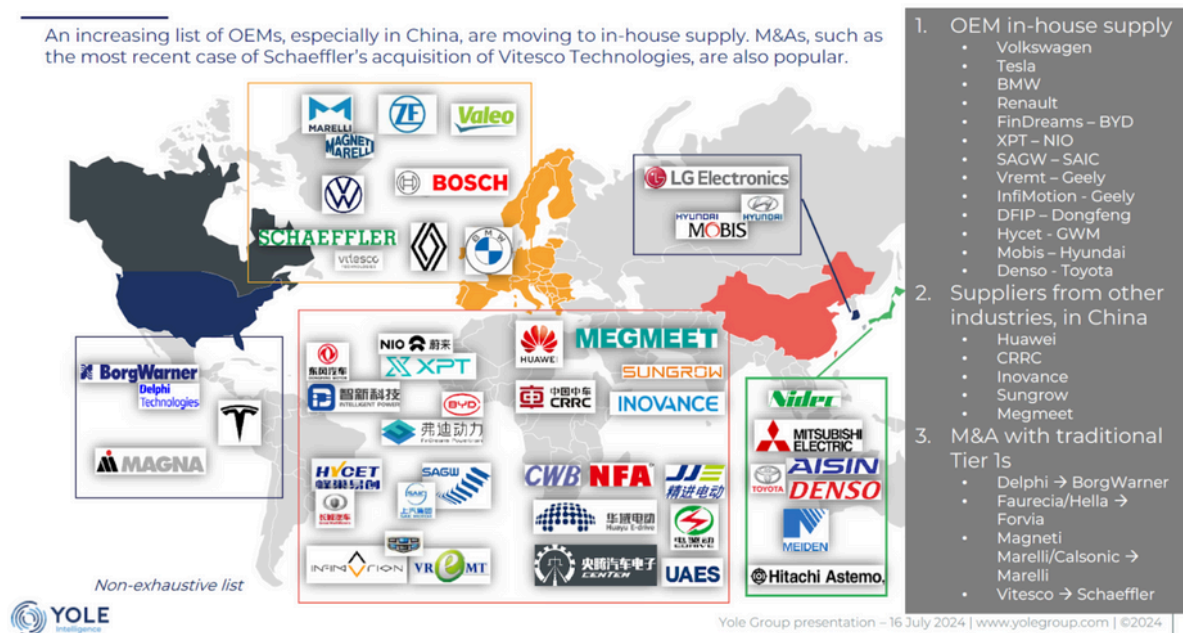 An increasing list of OEMs, especially in China, are moving to in-house supply. M&As, such as
the most recent case of Schaeffler's acquisition of Vitesco Technologies, are also popular.
MARELLI
MAGNETI
MARELLI
ZF
Valeo
BOSCH
SCHAEFFLER
vitesco
TECHNOLOGIES
BMW
LG Electronics
HYUNDAI
HYUNDAI
MOBIS
BorgWarner
Delphi
Technologies
MAGNA
东风汽车
NIO 蔚来
XPT
智新科技
INTELLIGENT POWER
BYD
弗迪动力
FinDreams Powertrain
HUAWEI
MEGMEET
SUNGROW
中国中车
CRRC
INOVANCE
HYCET
蜂巢易创
长城汽车
SAGW
SAIC
上汽集团
INFIMOTION
VREMT
CWB
NFA
JJE
精进电动
华域电动
Huayu E-drive
央腾汽车电子
CENTEM
UAES
Nidec
MITSUBISHI
ELECTRIC
TOYOTA
AISIN
DENSO
MEIDEN
Hitachi Astemo,
Non-exhaustive list
YOLE
Intelligence
Yole Group presentation – 16 July 2024 | www.yolegroup.com | ©2024
1. OEM in-house supply
• Volkswagen
• Tesla
• BMW
• Renault
• FinDreams – BYD
• XPT – NIO
• SAGW – SAIC
• Vremt – Geely
• InfiMotion - Geely
• DFIP – Dongfeng
• Hycet - GWM
• Mobis – Hyundai
• Denso - Toyota
2. Suppliers from other
industries, in China
• Huawei
• CRRC
• Inovance
• Sungrow
• Megmeet
3. M&A with traditional
Tier 1s
• Delphi → BorgWarner
• Faurecia/Hella →
Forvia
• Magneti
Marelli/Calsonic →
Marelli
• Vitesco → Schaeffler